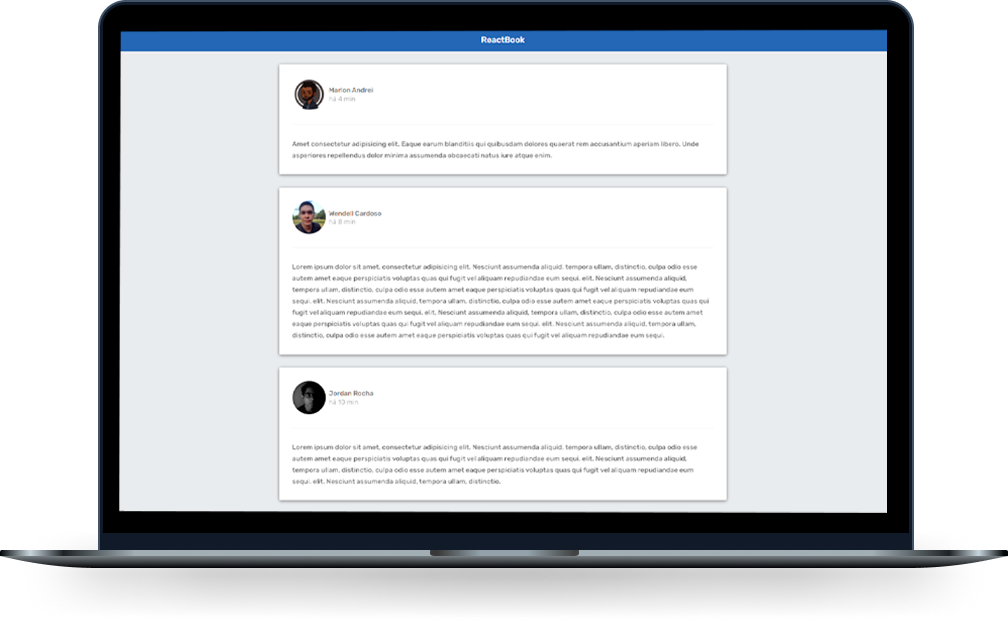 ReactBook
Marlon Andrei
há 4 min
Amet consectetur adipisicing elit. Eaque earum blanditiis qui quibusdam dolores quaerat rem accusantium aperiam libero. Unde
asperiores repellendus dolor minima assumenda obcaecati natus iure atque enim.
Wendell Cardoso
há 8 min
Lorem ipsum dolor sit amet, consectetur adipisicing elit. Nesciunt assumenda aliquid, tempora ullam, distinctio, culpa odio esse
autem amet eaque perspiciatis voluptas quas qui fugit vel aliquam repudiandae eum sequi. elit. Nesciunt assumenda aliquid,
tempora ullam, distinctio, culpa odio esse autem amet eaque perspiciatis voluptas quas qui fugit vel aliquam repudiandae eum
sequi. elit. Nesciunt assumenda aliquid, tempora ullam, distinctio, culpa odio esse autem amet eaque perspiciatis voluptas quas qui
fugit vel aliquam repudiandae eum sequi. elit. Nesciunt assumenda aliquid, tempora ullam, distinctio, culpa odio esse autem amet
eaque perspiciatis voluptas quas qui fugit vel aliquam repudiandae eum sequi. elit. Nesciunt assumenda aliquid, tempora ullam,
distinctio, culpa odio esse autem amet eaque perspiciatis voluptas quas qui fugit vel aliquam repudiandae eum sequi.
Jordan Rocha
há 10 min
Lorem ipsum dolor sit amet, consectetur adipisicing elit. Nesciunt assumenda aliquid, tempora ullam, distinctio, culpa odio esse
autem amet eaque perspiciatis voluptas quas qui fugit vel aliquam repudiandae eum sequi. elit. Nesciunt assumenda aliquid,
tempora ullam, distinctio, culpa odio esse autem amet eaque perspiciatis voluptas quas qui fugit vel aliquam repudiandae eum
sequi. elit. Nesciunt assumenda aliquid, tempora ullam, distinctio,